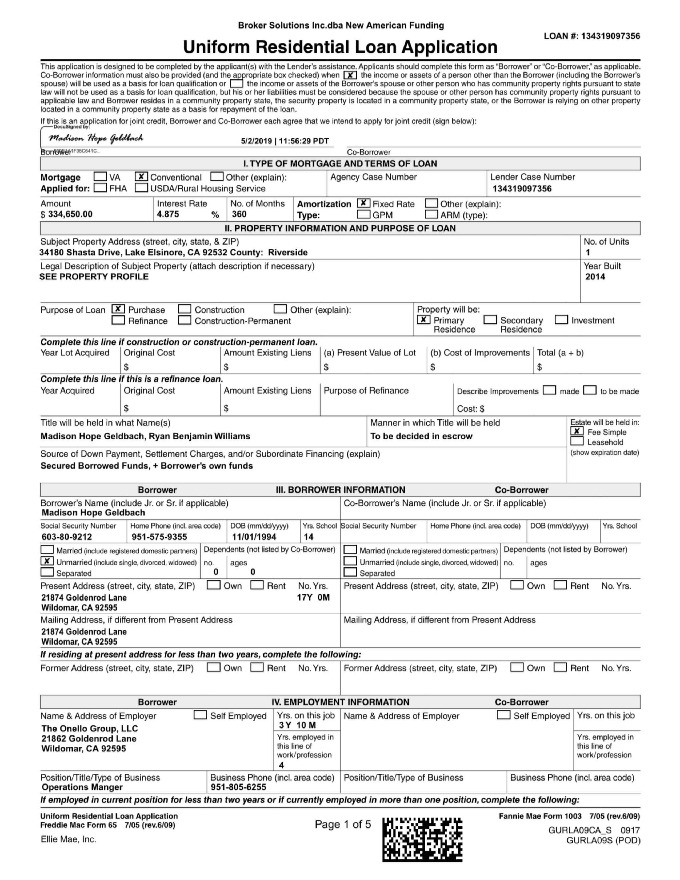 Broker Solutions Inc.dba New American Funding
LOAN #: 134319097356
Uniform Residential Loan Application
This application is designed to be completed by the applicant(s) with the Lender's assistance. Applicants should complete this form as "Borrower" or "Co-Borrower," as applicable.
Co-Borrower information must also be provided (and the appropriate box checked) when ✘ the income or assets of a person other than the Borrower (including the Borrower's
spouse) will be used as a basis for loan qualification or the income or assets of the Borrower's spouse or other person who has community property rights pursuant to state
law will not be used as a basis for loan qualification, but his or her liabilities must be considered because the spouse or other person has community property rights pursuant to
applicable law and Borrower resides in a community property state, the security property is located in a community property state, or the Borrower is relying on other property
located in a community property state as a basis for repayment of the loan.
If this is an application for joint credit, Borrower and Co-Borrower each agree that we intend to apply for joint credit (sign below):
DocuSigned by:
Madison Hope Geldbach
5/2/2019 | 11:56:29 PDT
Borrower
Co-Borrower
I. TYPE OF MORTGAGE AND TERMS OF LOAN
Mortgage VA ✘ Conventional Other (explain): Agency Case Number Lender Case Number
Applied for: FHA USDA/Rural Housing Service 134319097356
Amount Interest Rate No. of Months Amortization ✘ Fixed Rate Other (explain):
$ 334,650.00 4.875 % 360 Type: GPM ARM (type):
II. PROPERTY INFORMATION AND PURPOSE OF LOAN
Subject Property Address (street, city, state, & ZIP) No. of Units
34180 Shasta Drive, Lake Elsinore, CA 92532 County: Riverside 1
Legal Description of Subject Property (attach description if necessary) Year Built
SEE PROPERTY PROFILE 2014
Purpose of Loan ✘ Purchase Construction Other (explain): Property will be:
Refinance Construction-Permanent ✘ Primary Residence Secondary Residence Investment
Complete this line if construction or construction-permanent loan.
Year Lot Acquired Original Cost Amount Existing Liens (a) Present Value of Lot (b) Cost of Improvements Total (a + b)
$ $ $ $ $
Complete this line if this is a refinance loan.
Year Acquired Original Cost Amount Existing Liens Purpose of Refinance Describe Improvements made to be made
$ $ Cost: $
Title will be held in what Name(s) Manner in which Title will be held Estate will be held in:
Madison Hope Geldbach, Ryan Benjamin Williams To be decided in escrow ✘ Fee Simple
Leasehold
Source of Down Payment, Settlement Charges, and/or Subordinate Financing (explain) (show expiration date)
Secured Borrowed Funds, + Borrower's own funds
Borrower III. BORROWER INFORMATION Co-Borrower
Borrower's Name (include Jr. or Sr. if applicable) Co-Borrower's Name (include Jr. or Sr. if applicable)
Madison Hope Geldbach
Social Security Number Home Phone (incl. area code) DOB (mm/dd/yyyy) Yrs. School Social Security Number Home Phone (incl. area code) DOB (mm/dd/yyyy) Yrs. School
603-80-9212 951-575-9355 11/01/1994 14
Married (include registered domestic partners) Dependents (not listed by Co-Borrower) Married (include registered domestic partners) Dependents (not listed by Borrower)
✘ Unmarried (include single, divorced, widowed) no. ages Unmarried (include single, divorced, widowed) no. ages
Separated 0 0 Separated
Present Address (street, city, state, ZIP) Own Rent No. Yrs. Present Address (street, city, state, ZIP) Own Rent No. Yrs.
21874 Goldenrod Lane 17Y 0M
Wildomar, CA 92595
Mailing Address, if different from Present Address Mailing Address, if different from Present Address
21874 Goldenrod Lane
Wildomar, CA 92595
If residing at present address for less than two years, complete the following:
Former Address (street, city, state, ZIP) Own Rent No. Yrs. Former Address (street, city, state, ZIP) Own Rent No. Yrs.
Borrower IV. EMPLOYMENT INFORMATION Co-Borrower
Name & Address of Employer Self Employed Yrs. on this job Name & Address of Employer Self Employed Yrs. on this job
The Onello Group, LLC 3 Y 10 M
21862 Goldenrod Lane Yrs. employed in this line of work/profession Yrs. employed in this line of work/profession
Wildomar, CA 92595
4
Position/Title/Type of Business Business Phone (incl. area code) Position/Title/Type of Business Business Phone (incl. area code)
Operations Manger 951-805-6255
If employed in current position for less than two years or if currently employed in more than one position, complete the following:
Uniform Residential Loan Application Fannie Mae Form 1003 7/05 (rev.6/09)
Freddie Mac Form 65 7/05 (rev.6/09) Page 1 of 5
GURLA09CA_S 0917
Ellie Mae, Inc. GURLA09S (POD)